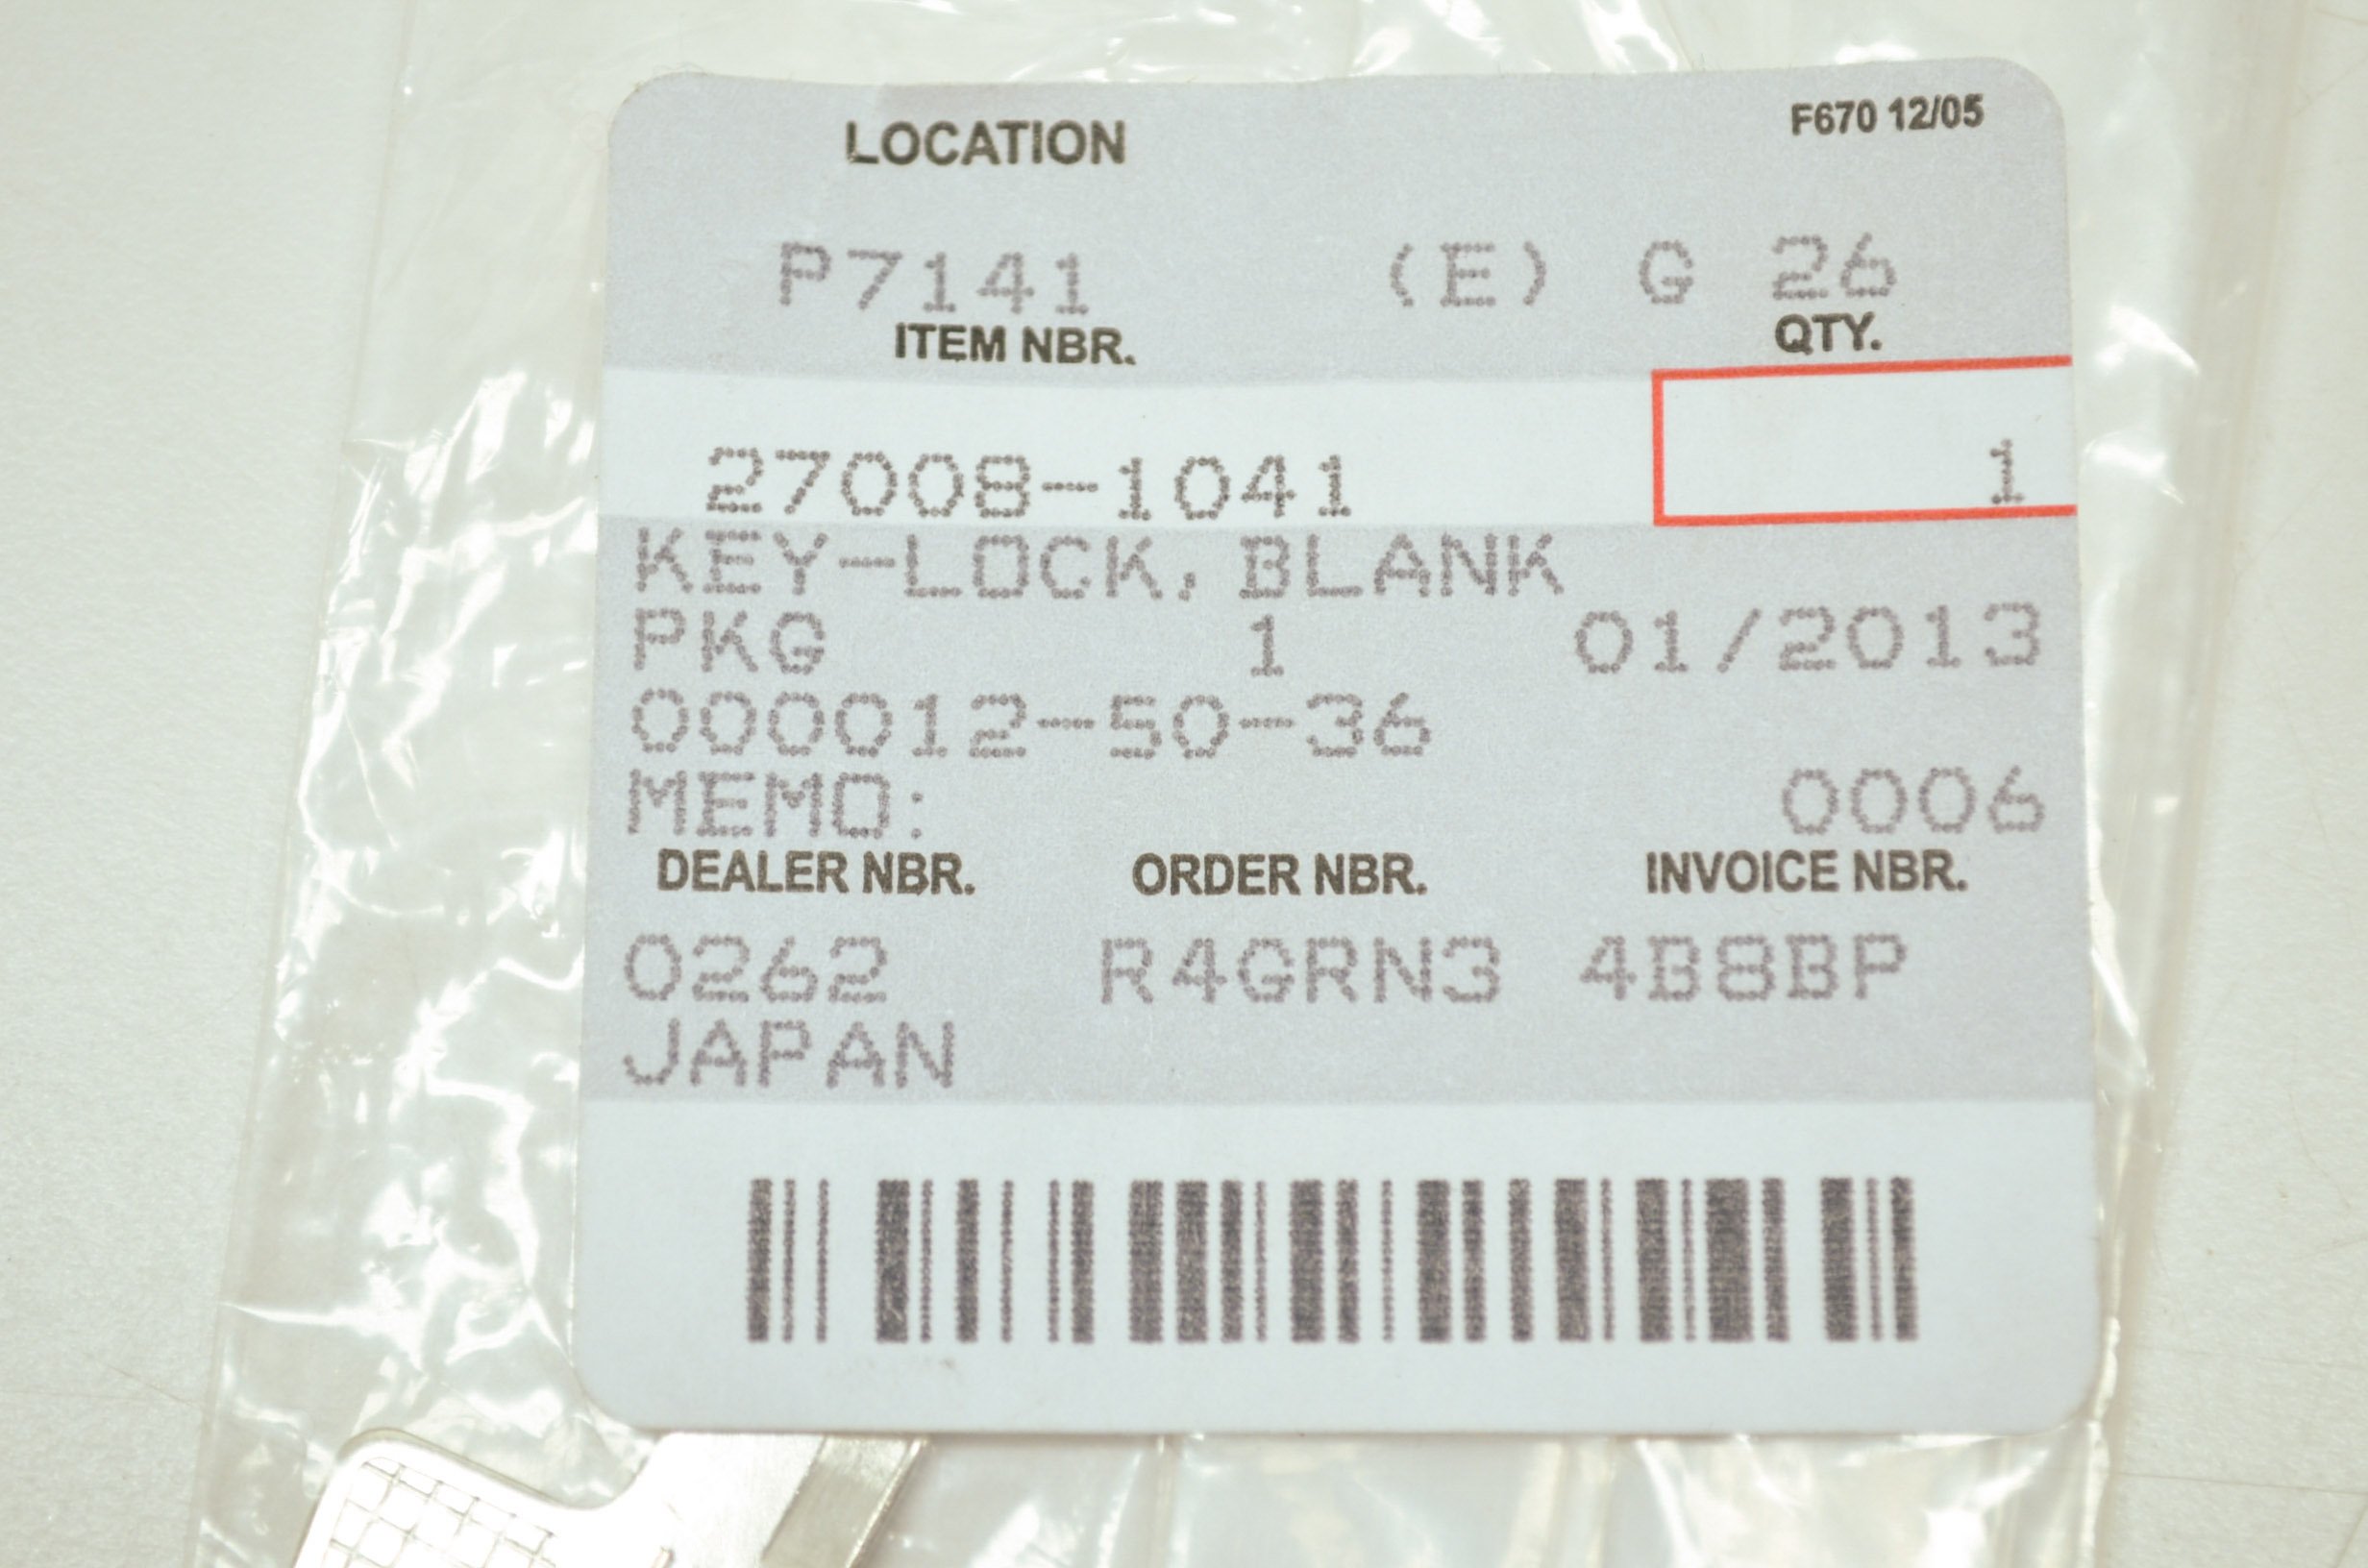 LOCATION F670 12/05
P7141 (E) G 26
ITEM NBR. QTY.
27008-1041 1
KEY-LOCK, BLANK
PKG 1 01/2013
000012-50-36
MEMO: 0006
DEALER NBR. ORDER NBR. INVOICE NBR.
0262 R4GRN3 4B8BP
JAPAN